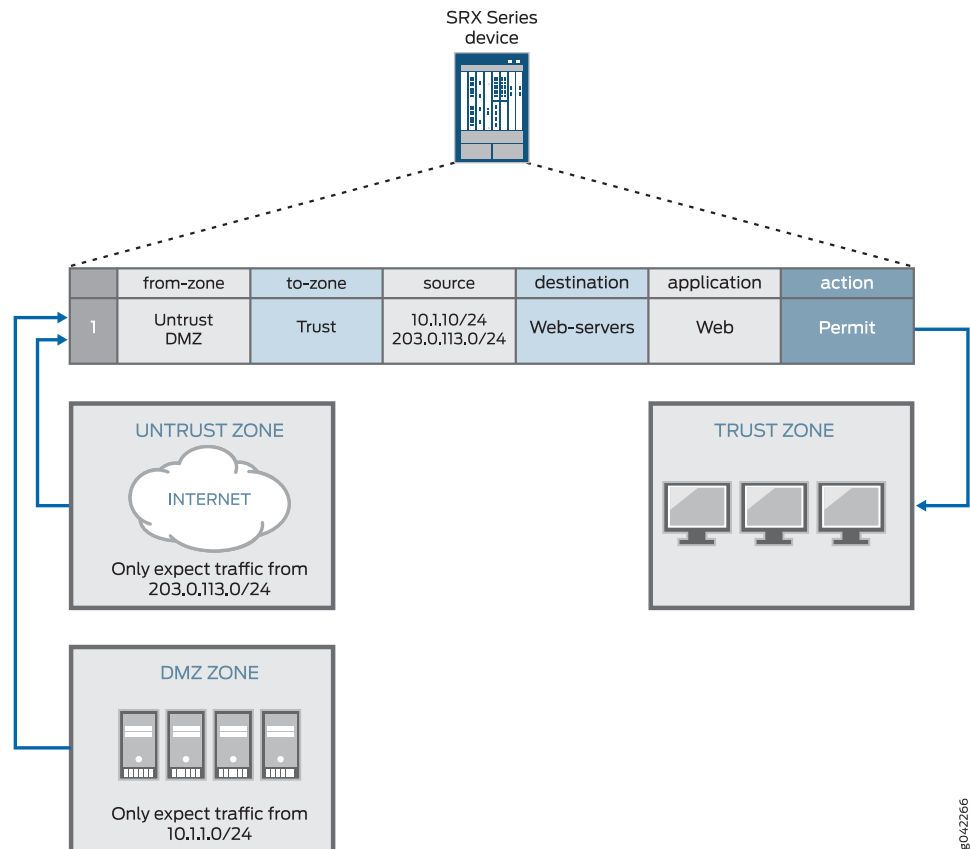 SRX Series
device
from-zone to-zone source destination application action
1 Untrust DMZ Trust 10.1.10/24 203.0.113.0/24 Web-servers Web Permit
UNTRUST ZONE
INTERNET
Only expect traffic from
203.0.113.0/24
TRUST ZONE
DMZ ZONE
Only expect traffic from
10.1.1.0/24
g042266